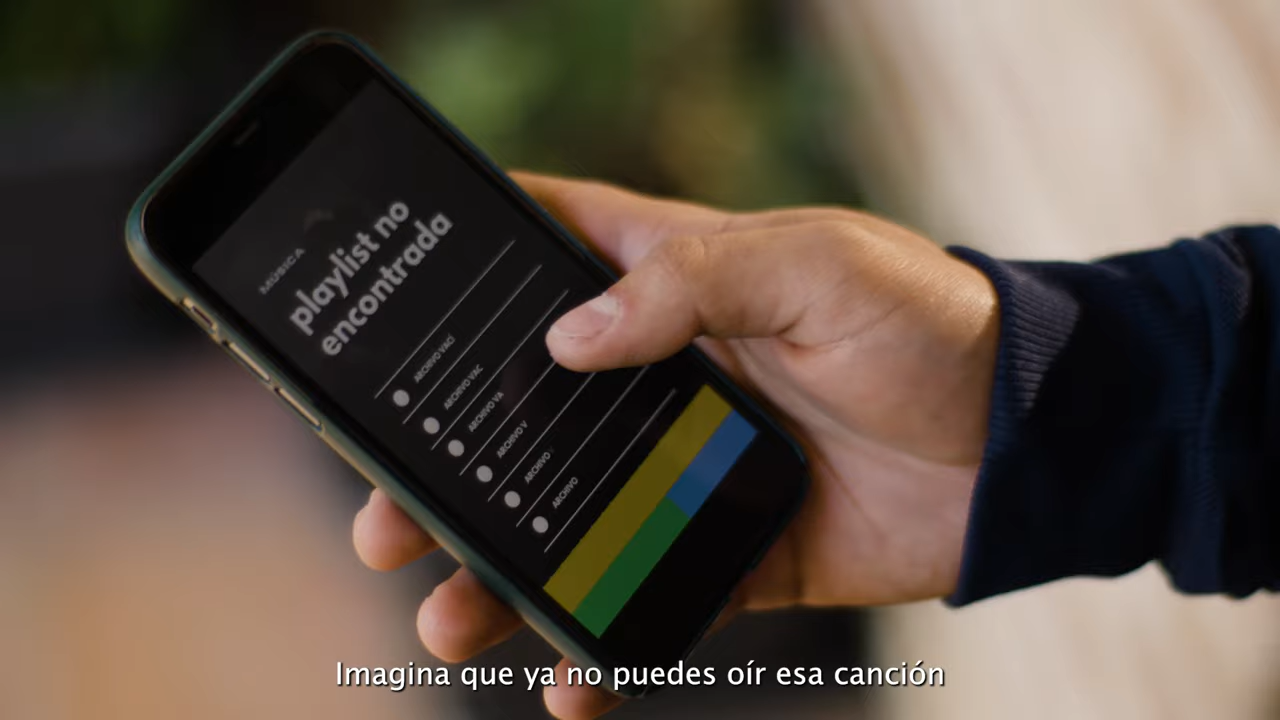 MÚSICA
playlist no
encontrada
ARCHIVO VACÍ
ARCHIVO VAC
ARCHIVO VA
ARCHIVO V
ARCHIVO
ARCHIVO
Imagina que ya no puedes oír esa canción